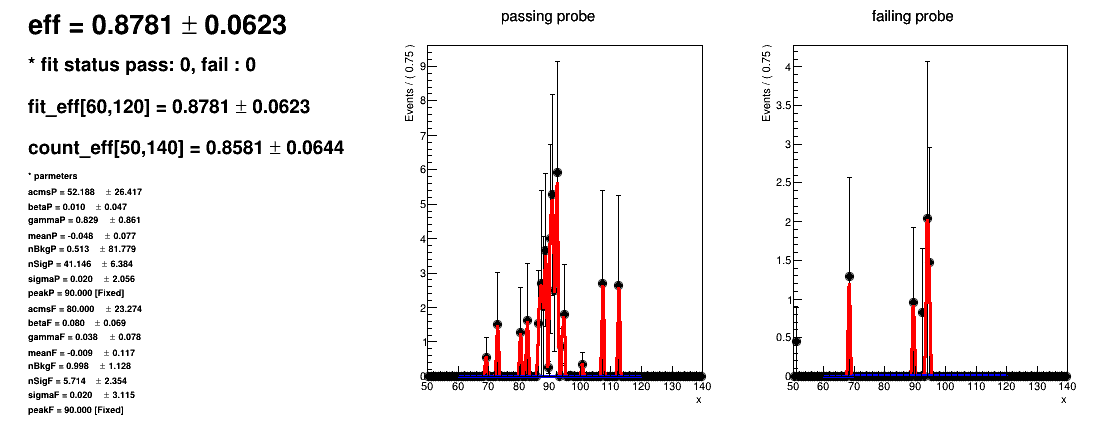 eff = 0.8781 ± 0.0623
* fit status pass: 0, fail : 0
fit_eff[60,120] = 0.8781 ± 0.0623
count_eff[50,140] = 0.8581 ± 0.0644
* parmeters
acmsP = 52.188 ± 26.417
betaP = 0.010 ± 0.047
gammaP = 0.829 ± 0.861
meanP = -0.048 ± 0.077
nBkgP = 0.513 ± 81.779
nSigP = 41.146 ± 6.384
sigmaP = 0.020 ± 2.056
peakP = 90.000 [Fixed]
acmsF = 80.000 ± 23.274
betaF = 0.080 ± 0.069
gammaF = 0.038 ± 0.078
meanF = -0.009 ± 0.117
nBkgF = 0.998 ± 1.128
nSigF = 5.714 ± 2.354
sigmaF = 0.020 ± 3.115
peakF = 90.000 [Fixed]
passing probe
Events / ( 0.75 )
9
8
7
6
5
4
3
2
1
0
50 60 70 80 90 100 110 120 130 140
x
failing probe
Events / ( 0.75 )
4
3.5
3
2.5
2
1.5
1
0.5
0
50 60 70 80 90 100 110 120 130 140
x